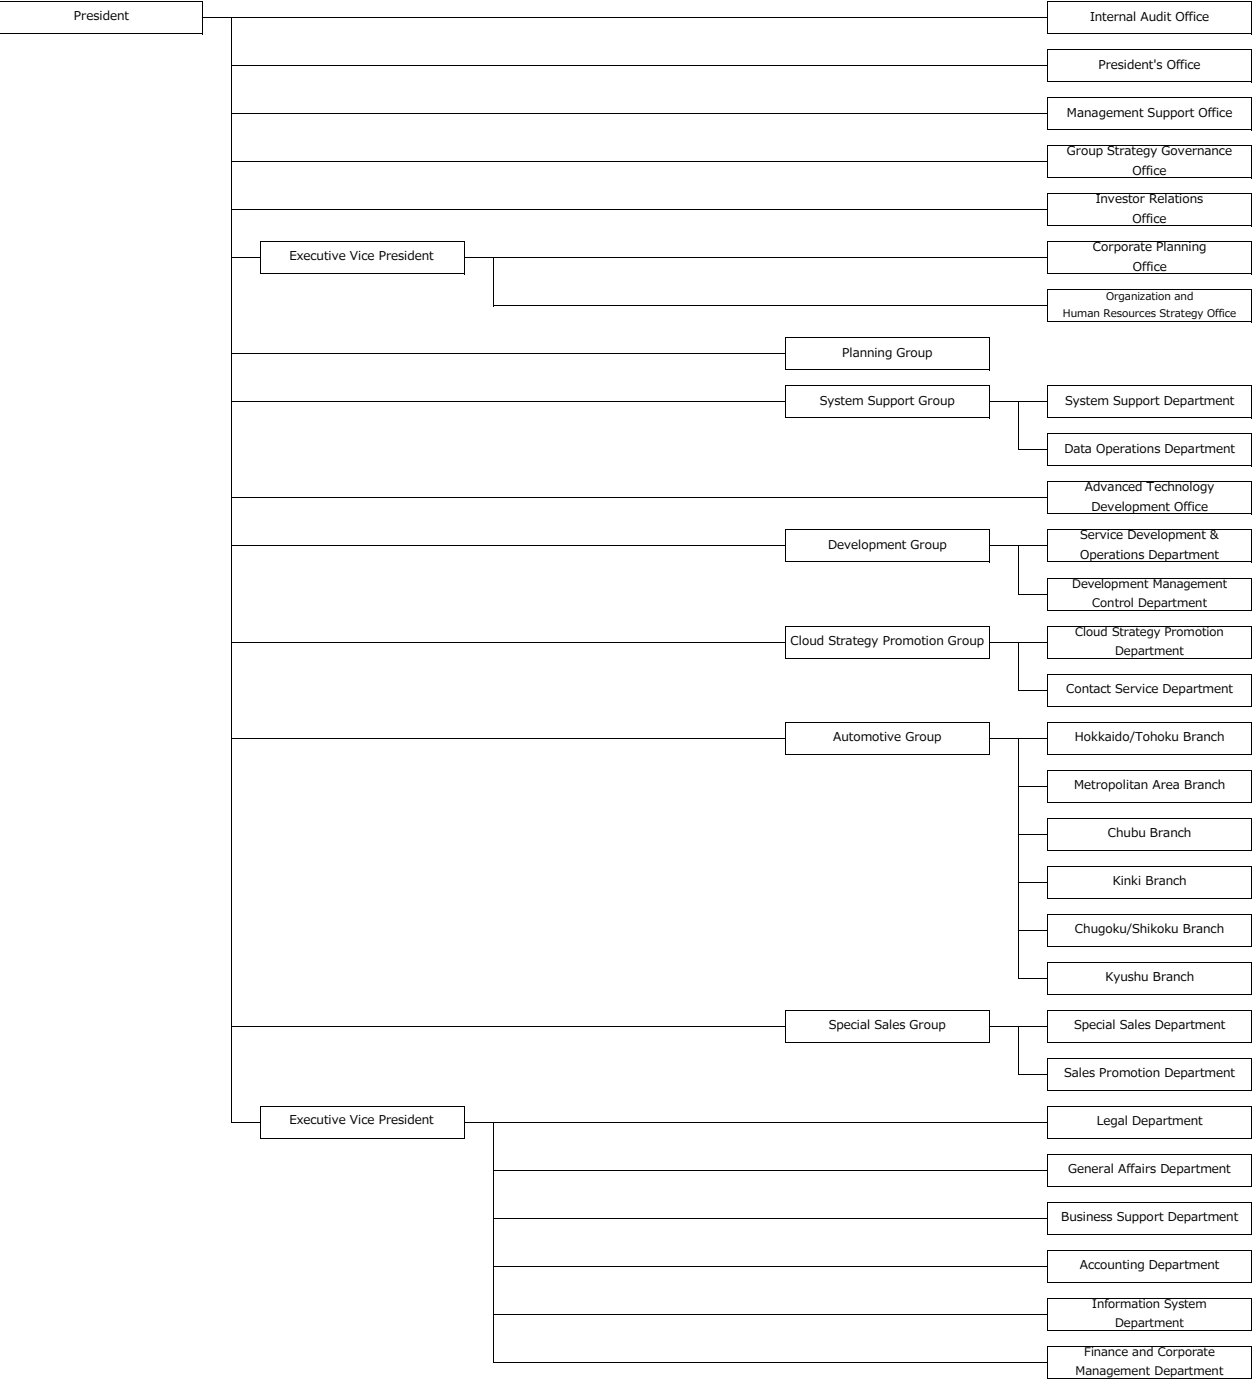 President
Internal Audit Office
President's Office
Management Support Office
Group Strategy Governance
Office
Investor Relations
Office
Executive Vice President
Corporate Planning
Office
Organization and
Human Resources Strategy Office
Planning Group
System Support Group
System Support Department
Data Operations Department
Advanced Technology
Development Office
Development Group
Service Development &
Operations Department
Development Management
Control Department
Cloud Strategy Promotion Group
Cloud Strategy Promotion
Department
Contact Service Department
Automotive Group
Hokkaido/Tohoku Branch
Metropolitan Area Branch
Chubu Branch
Kinki Branch
Chugoku/Shikoku Branch
Kyushu Branch
Special Sales Group
Special Sales Department
Sales Promotion Department
Executive Vice President
Legal Department
General Affairs Department
Business Support Department
Accounting Department
Information System
Department
Finance and Corporate
Management Department